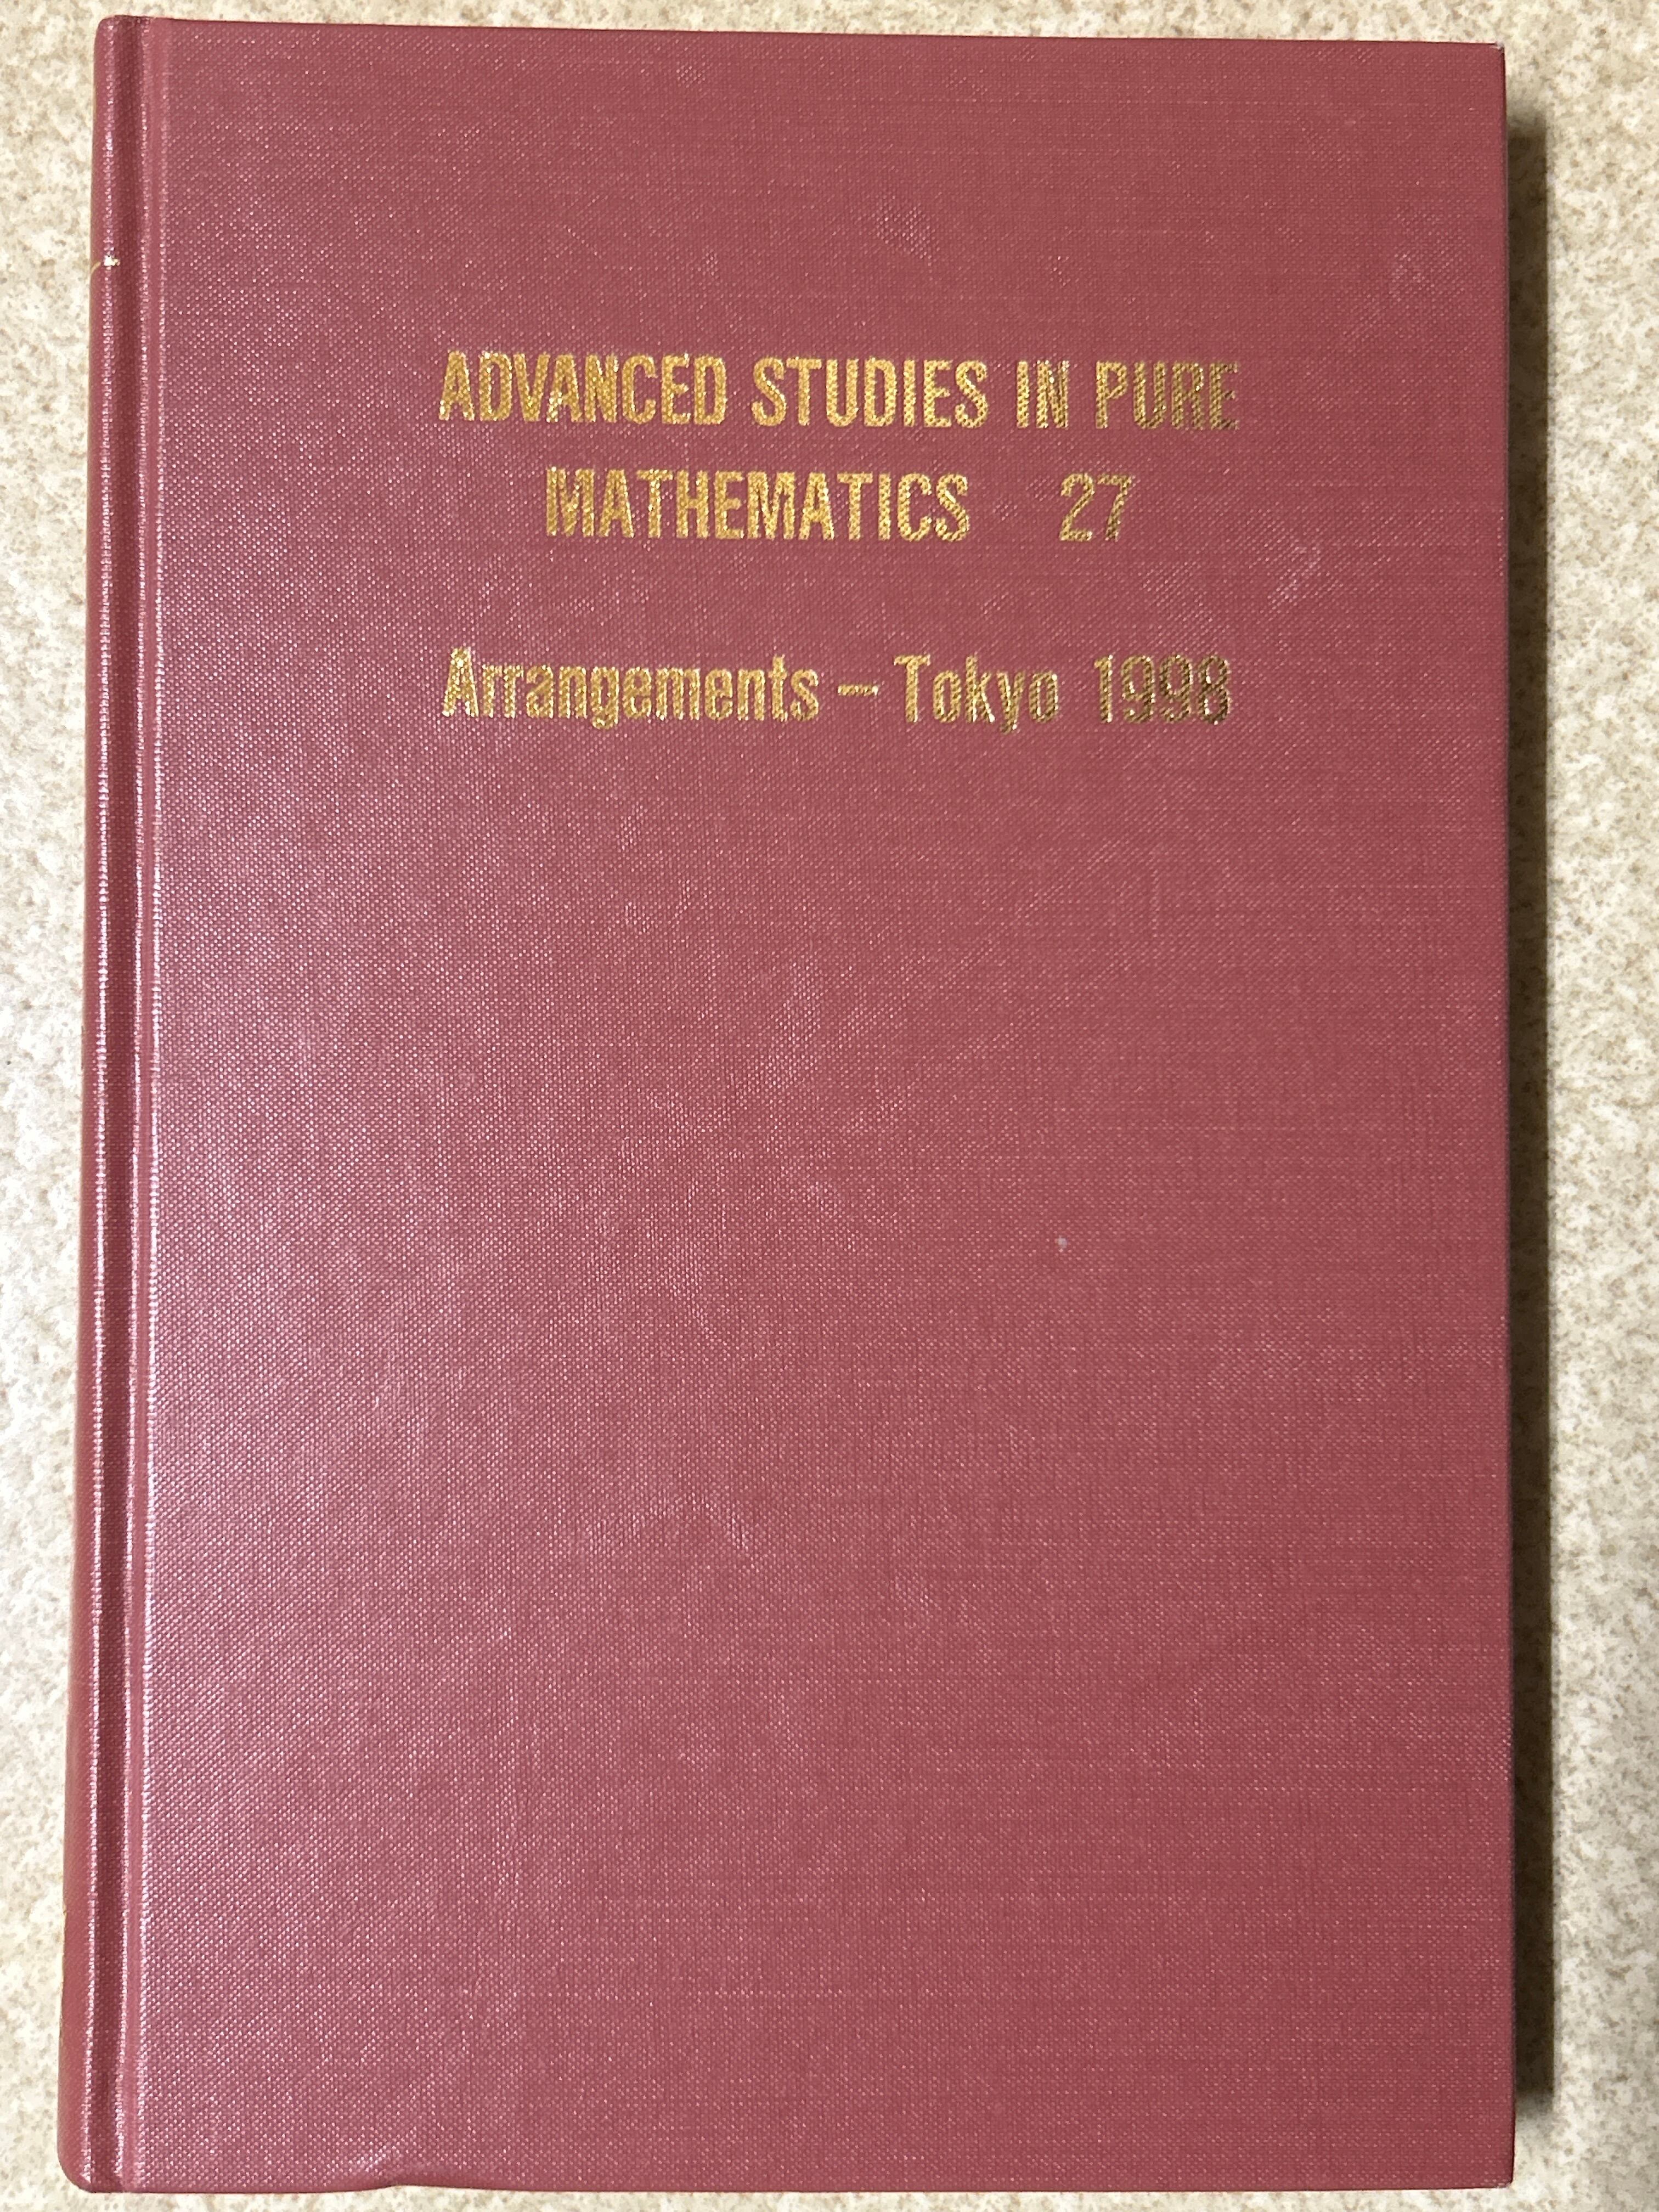 ADVANCED STUDIES IN PURE
MATHEMATICS 27
Arrangements – Tokyo 1998